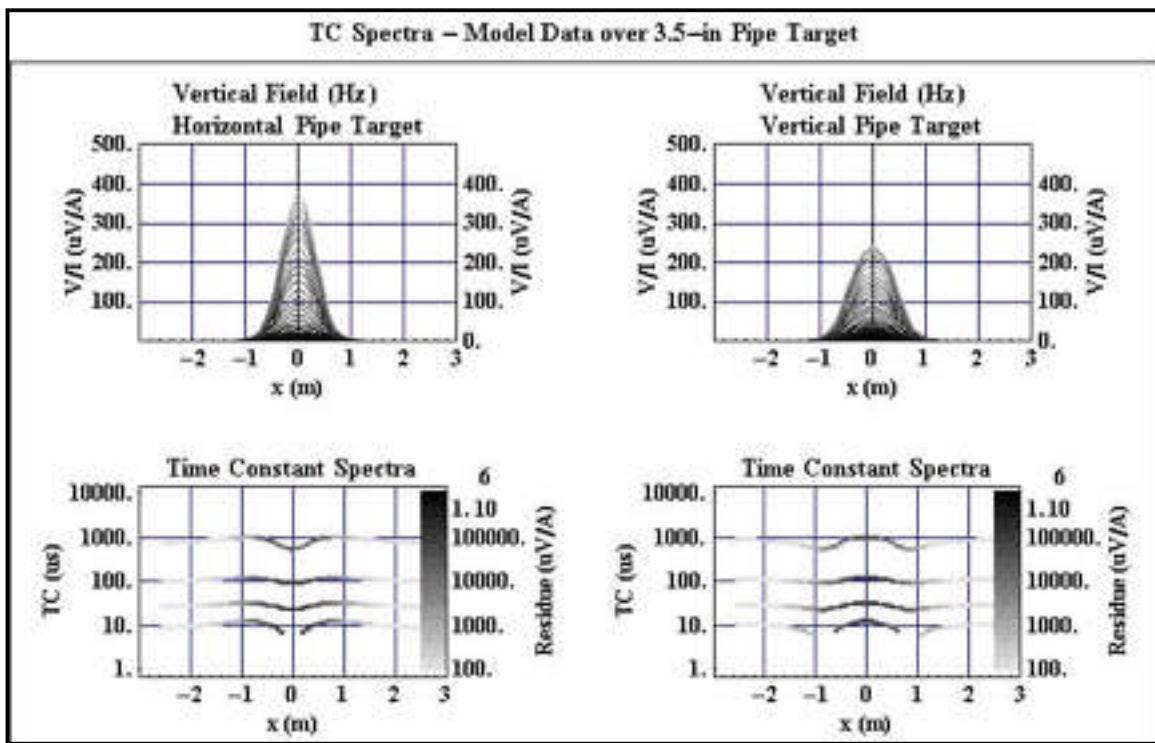 TC Spectra – Model Data over 3.5–in Pipe Target
Vertical Field (Hz)
Horizontal Pipe Target
500.
400.
300.
200.
100.
V/I (uV/A)
400.
300.
200.
100.
0.
V/I (uV/A)
−2 −1 0 1 2 3
x (m)
Vertical Field (Hz)
Vertical Pipe Target
500.
400.
300.
200.
100.
V/I (uV/A)
400.
300.
200.
100.
0.
V/I (uV/A)
−2 −1 0 1 2 3
x (m)
Time Constant Spectra
10000.
1000.
100.
10.
1.
TC (us)
6
1.10
100000.
10000.
1000.
100.
Residue (uV/A)
−2 −1 0 1 2 3
x (m)
Time Constant Spectra
10000.
1000.
100.
10.
1.
TC (us)
6
1.10
100000.
10000.
1000.
100.
Residue (uV/A)
−2 −1 0 1 2 3
x (m)